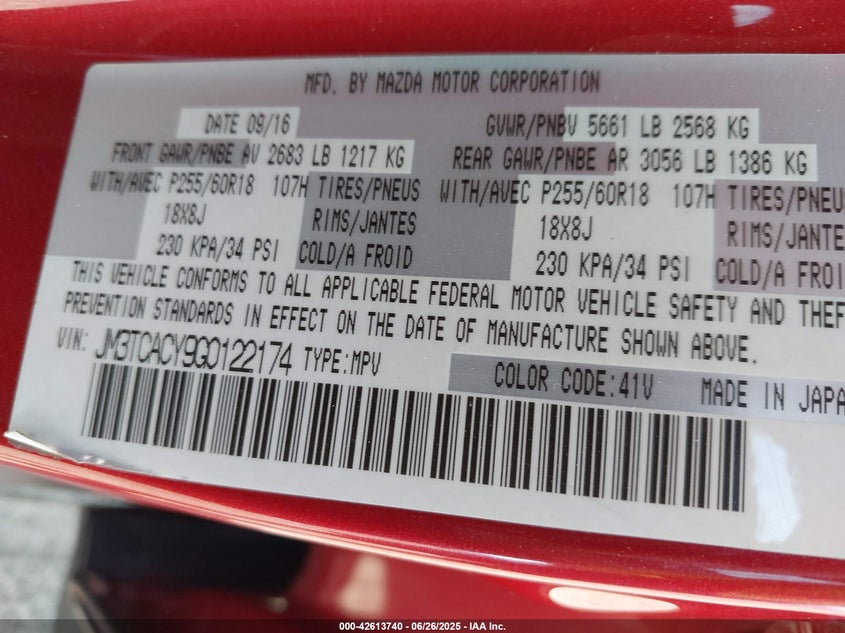 MFD. BY MAZDA MOTOR CORPORATION
DATE 09/16 GVWR/PNBV 5661 LB 2568 KG
FRONT GAWR/PNBE AV 2683 LB 1217 KG REAR GAWR/PNBE AR 3056 LB 1386 KG
WITH/AVEC P255/60R18 107H TIRES/PNEUS WITH/AVEC P255/60R18 107H TIRES/PNEUS
18X8J RIMS/JANTES 18X8J RIMS/JANTES
230 KPA/34 PSI COLD/A FROID 230 KPA/34 PSI COLD/A FROID
THIS VEHICLE CONFORMS TO ALL APPLICABLE FEDERAL MOTOR VEHICLE SAFETY AND THEF
PREVENTION STANDARDS IN EFFECT ON THE DATE OF MANUFACTURE SHOWN ABOVE.
VIN: JM3TCACY9G0122174 TYPE:MPV
COLOR CODE:41V MADE IN JAPA
000-42613740 - 06/26/2025 - IAA Inc.